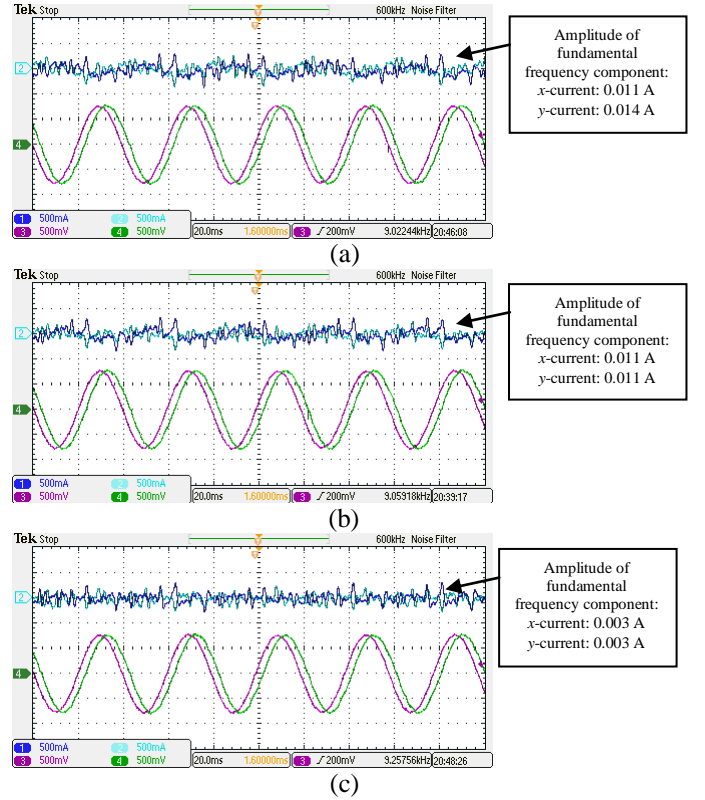 Tek Stop 600kHz Noise Filter
2
4
1 500mA 2 500mA
3 500mV 4 500mV 20.0ms 1.60000ms 3 200mV 9.02244kHz 20:46:08
Amplitude of
fundamental
frequency component:
x-current: 0.011 A
y-current: 0.014 A
(a)
Tek Stop 600kHz Noise Filter
2
4
1 500mA 2 500mA
3 500mV 4 500mV 20.0ms 1.60000ms 3 200mV 9.05918kHz 20:39:17
Amplitude of
fundamental
frequency component:
x-current: 0.011 A
y-current: 0.011 A
(b)
Tek Stop 600kHz Noise Filter
2
4
1 500mA 2 500mA
3 500mV 4 500mV 20.0ms 1.60000ms 3 200mV 9.25756kHz 20:48:26
Amplitude of
fundamental
frequency component:
x-current: 0.003 A
y-current: 0.003 A
(c)